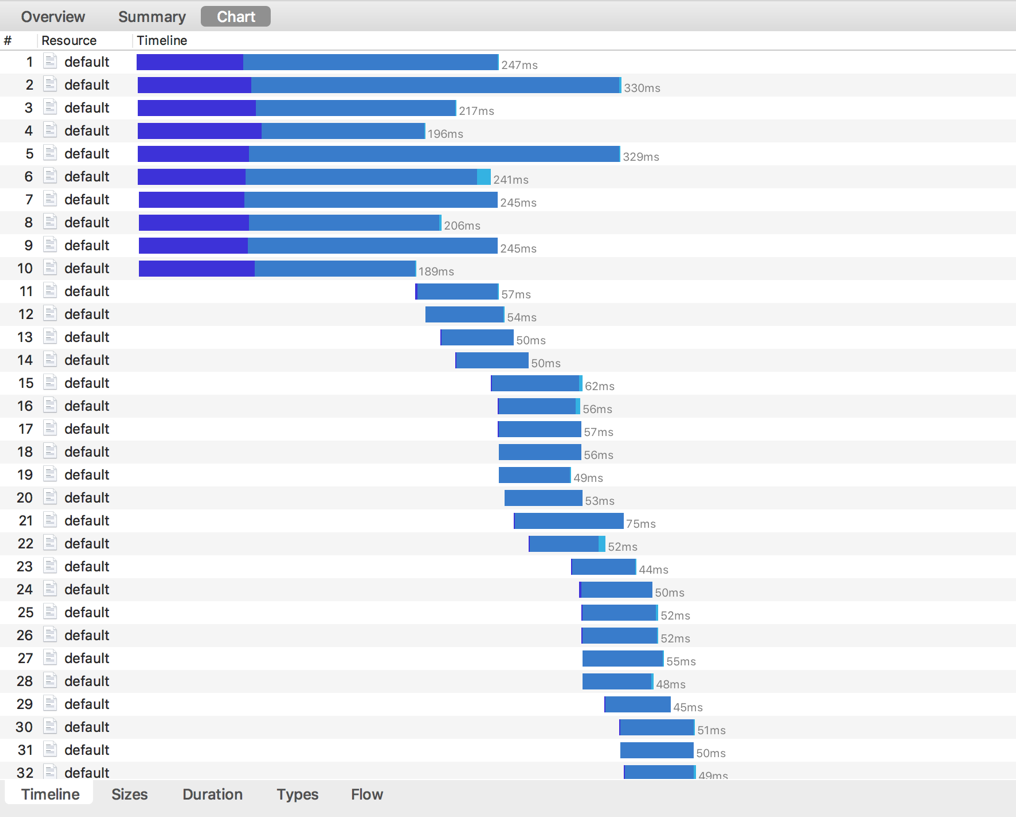 Overview Summary Chart
# Resource Timeline
1 default 247ms
2 default 330ms
3 default 217ms
4 default 196ms
5 default 329ms
6 default 241ms
7 default 245ms
8 default 206ms
9 default 245ms
10 default 189ms
11 default 57ms
12 default 54ms
13 default 50ms
14 default 50ms
15 default 62ms
16 default 56ms
17 default 57ms
18 default 56ms
19 default 49ms
20 default 53ms
21 default 75ms
22 default 52ms
23 default 44ms
24 default 50ms
25 default 52ms
26 default 52ms
27 default 55ms
28 default 48ms
29 default 45ms
30 default 51ms
31 default 50ms
32 default 49ms
Timeline Sizes Duration Types Flow